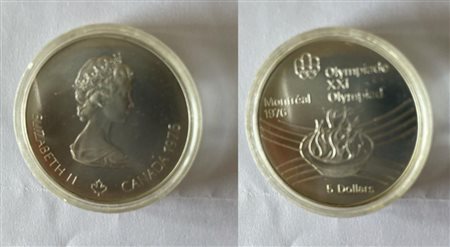 ELIZABETH II CANADA 1976
Olympiade
XXI
Olympiad
Montréal
1976
5 Dollars